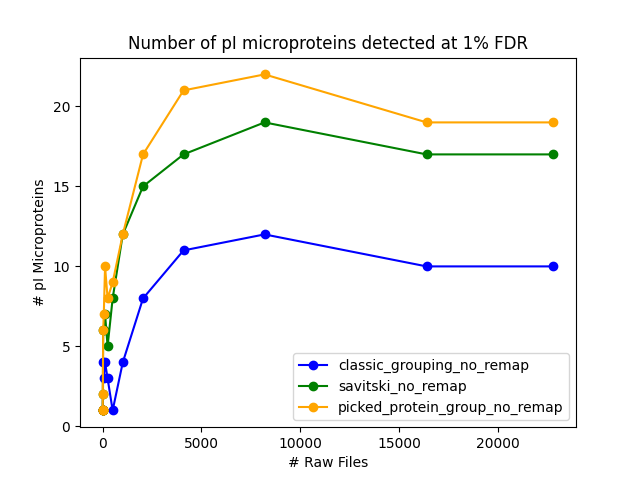 Number of pI microproteins detected at 1% FDR
# pI Microproteins
20
15
10
5
0
0
5000
10000
15000
20000
# Raw Files
classic_grouping_no_remap
savitski_no_remap
picked_protein_group_no_remap